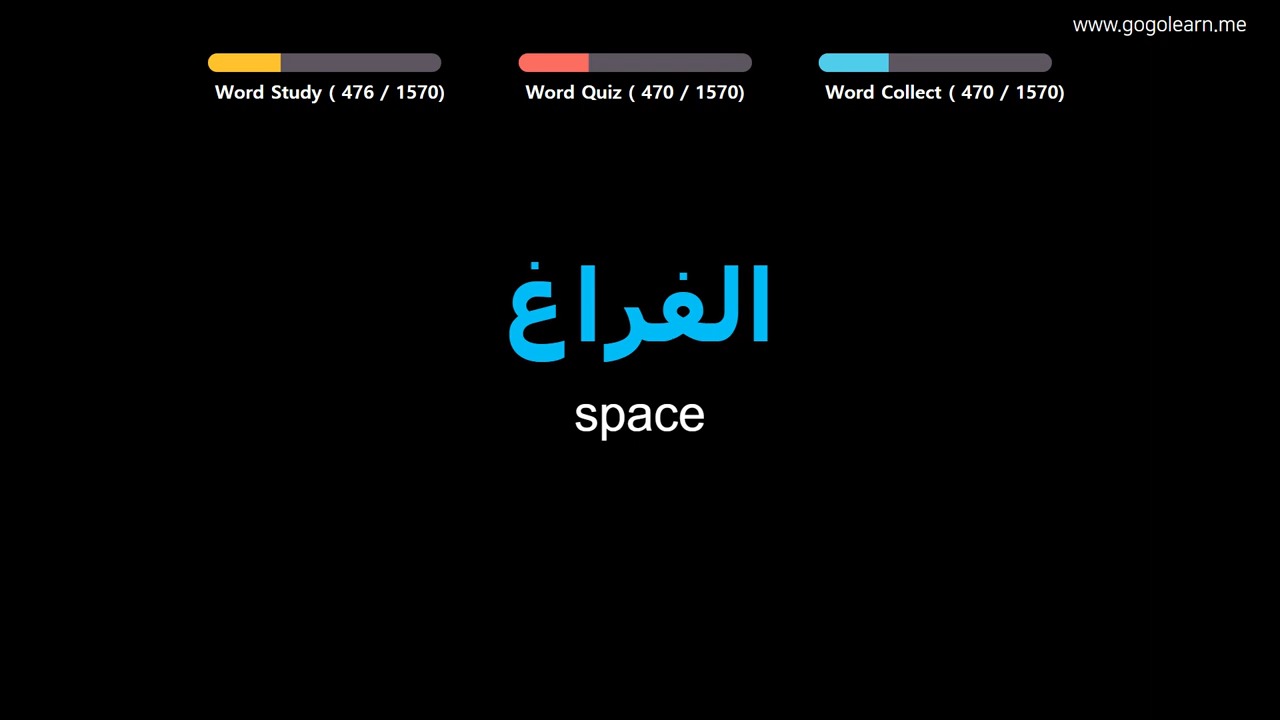 www.gogolearn.me
Word Study ( 476 / 1570)
Word Quiz ( 470 / 1570)
Word Collect ( 470 / 1570)
الفراغ
space